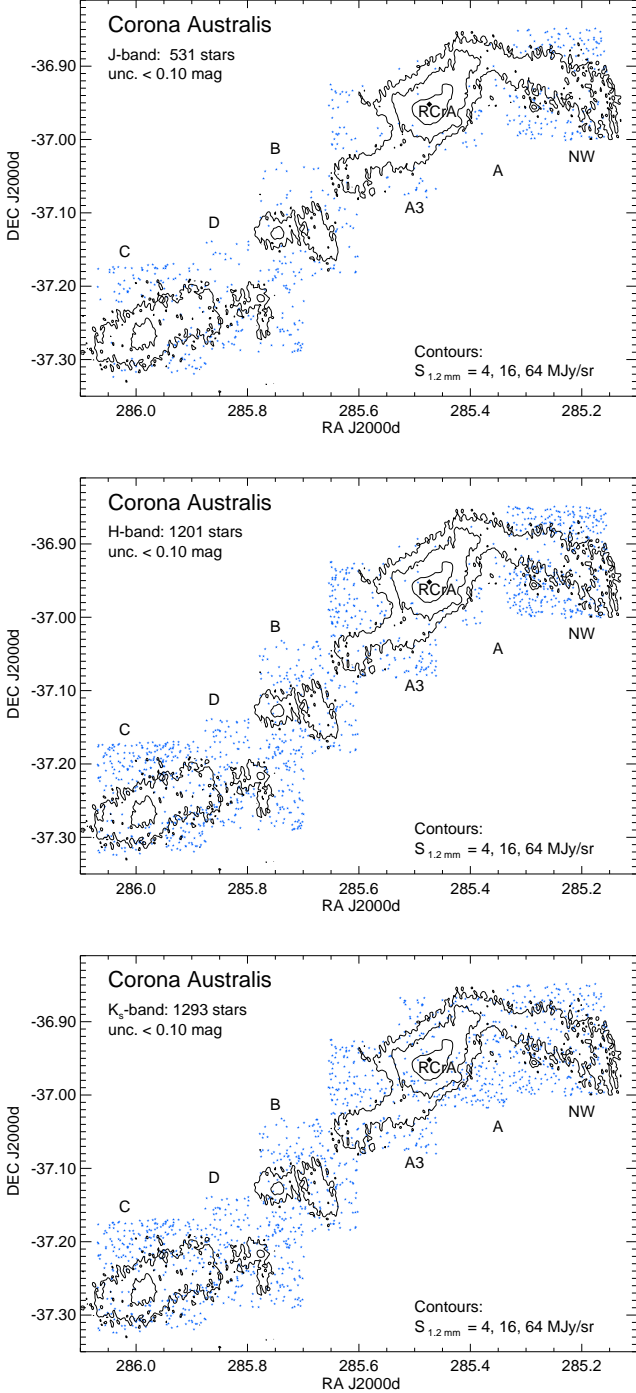 Corona Australis
J-band: 531 stars
unc. < 0.10 mag
-36.90
-37.00
-37.10
-37.20
-37.30
DEC J2000d
RCrA
NW
A
B
A3
D
C
Contours:
S 1.2 mm = 4, 16, 64 MJy/sr
286.0 285.8 285.6 285.4 285.2
RA J2000d
Corona Australis
H-band: 1201 stars
unc. < 0.10 mag
-36.90
-37.00
-37.10
-37.20
-37.30
DEC J2000d
RCrA
NW
A
B
A3
D
C
Contours:
S 1.2 mm = 4, 16, 64 MJy/sr
286.0 285.8 285.6 285.4 285.2
RA J2000d
Corona Australis
Ks-band: 1293 stars
unc. < 0.10 mag
-36.90
-37.00
-37.10
-37.20
-37.30
DEC J2000d
RCrA
NW
A
B
A3
D
C
Contours:
S 1.2 mm = 4, 16, 64 MJy/sr
286.0 285.8 285.6 285.4 285.2
RA J2000d